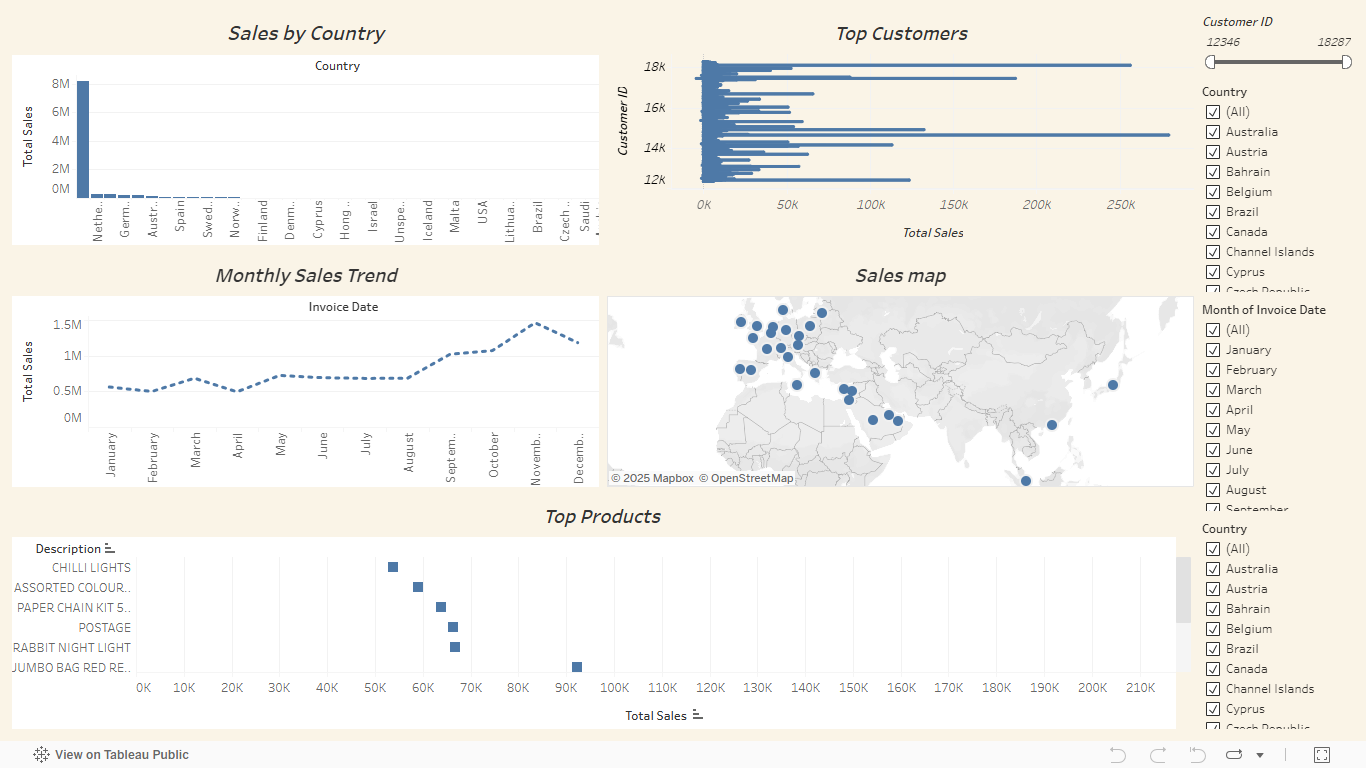 Sales by Country
Country
Total Sales
8M
6M
4M
2M
0M
Nethe..
Germ..
Austr..
Spain
Swed..
Norw..
Finland
Denm..
Cyprus
Hong ..
Israel
Unspe..
Iceland
Malta
USA
Lithua..
Brazil
Czech ..
Saudi
Top Customers
Customer ID
18K
16K
14K
12K
0K 50K 100K 150K 200K 250K
Total Sales
Monthly Sales Trend
Invoice Date
Total Sales
1.5M
1M
0.5M
0M
January
February
March
April
May
June
July
August
Septem..
October
Novemb..
Decemb..
Sales map
© 2025 Mapbox © OpenStreetMap
Top Products
Description
CHILLI LIGHTS
ASSORTED COLOUR..
PAPER CHAIN KIT 5..
POSTAGE
RABBIT NIGHT LIGHT
JUMBO BAG RED RE..
0K 10K 20K 30K 40K 50K 60K 70K 80K 90K 100K 110K 120K 130K 140K 150K 160K 170K 180K 190K 200K 210K
Total Sales
Customer ID
12346 18287
Country
(All)
Australia
Austria
Bahrain
Belgium
Brazil
Canada
Channel Islands
Cyprus
Czech Republic
Month of Invoice Date
(All)
January
February
March
April
May
June
July
August
September
Country
(All)
Australia
Austria
Bahrain
Belgium
Brazil
Canada
Channel Islands
Cyprus
Czech Republic
View on Tableau Public